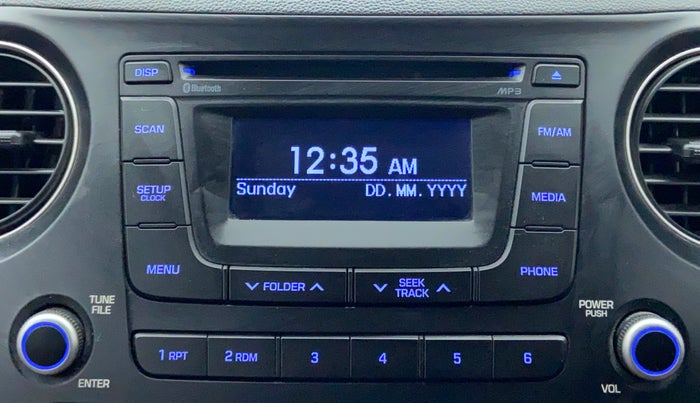 DISP
Bluetooth
MP3
SCAN
FM/AM
12:35 AM
Sunday DD.MM.YYYY
SETUP
CLOCK
MEDIA
MENU
FOLDER
SEEK
TRACK
PHONE
TUNE
FILE
POWER
PUSH
1 RPT 2 RDM 3 4 5 6
ENTER
VOL